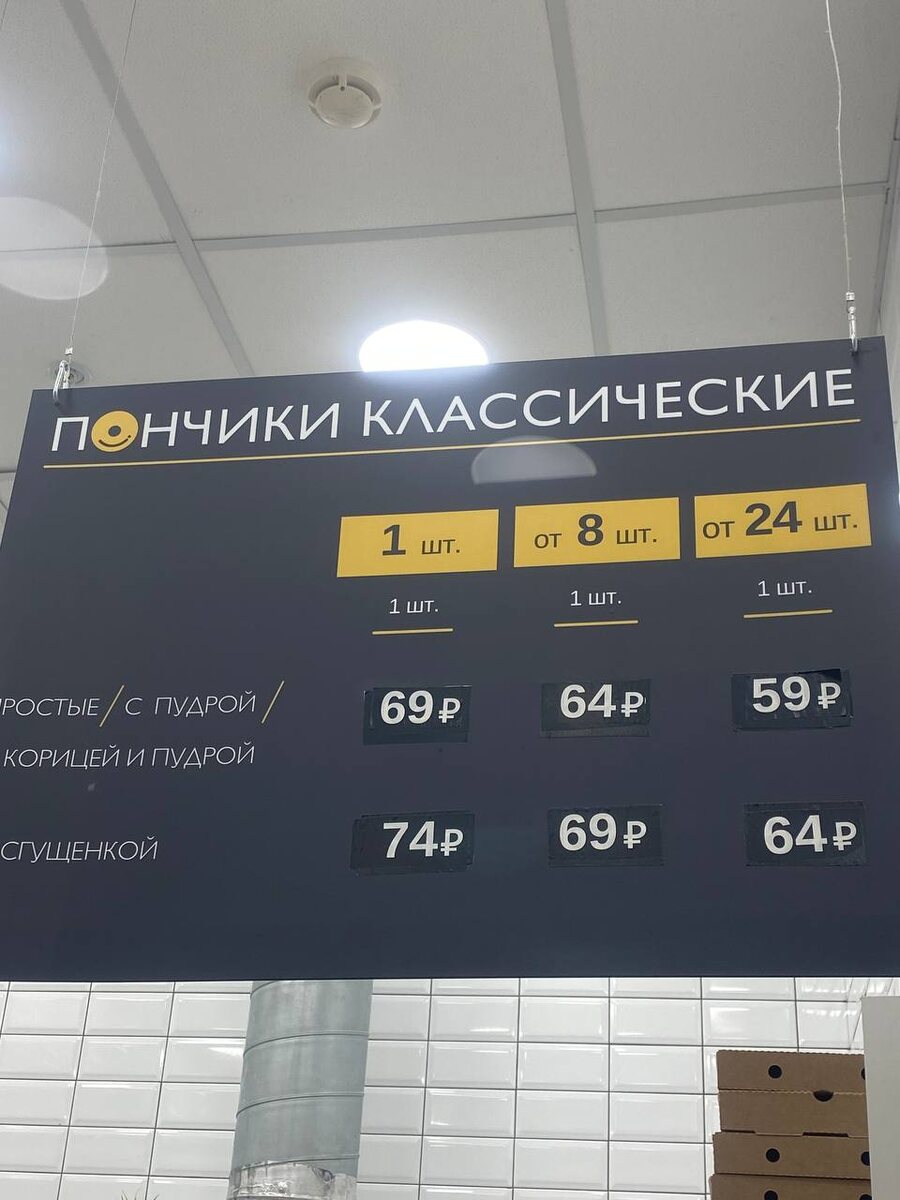 ПОНЧИКИ КЛАССИЧЕСКИЕ
1 шт. от 8 шт. от 24 шт.
1 шт. 1 шт. 1 шт.
РОСТЫЕ / С ПУДРОЙ / 69₽ 64₽ 59₽
КОРИЦЕЙ И ПУДРОЙ
СГУЩЕНКОЙ 74₽ 69₽ 64₽